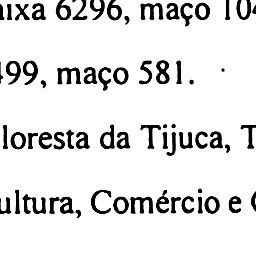 aixa 6296, maço 104
499, maço 581.
loresta da Tijuca, T
ultura, Comércio e